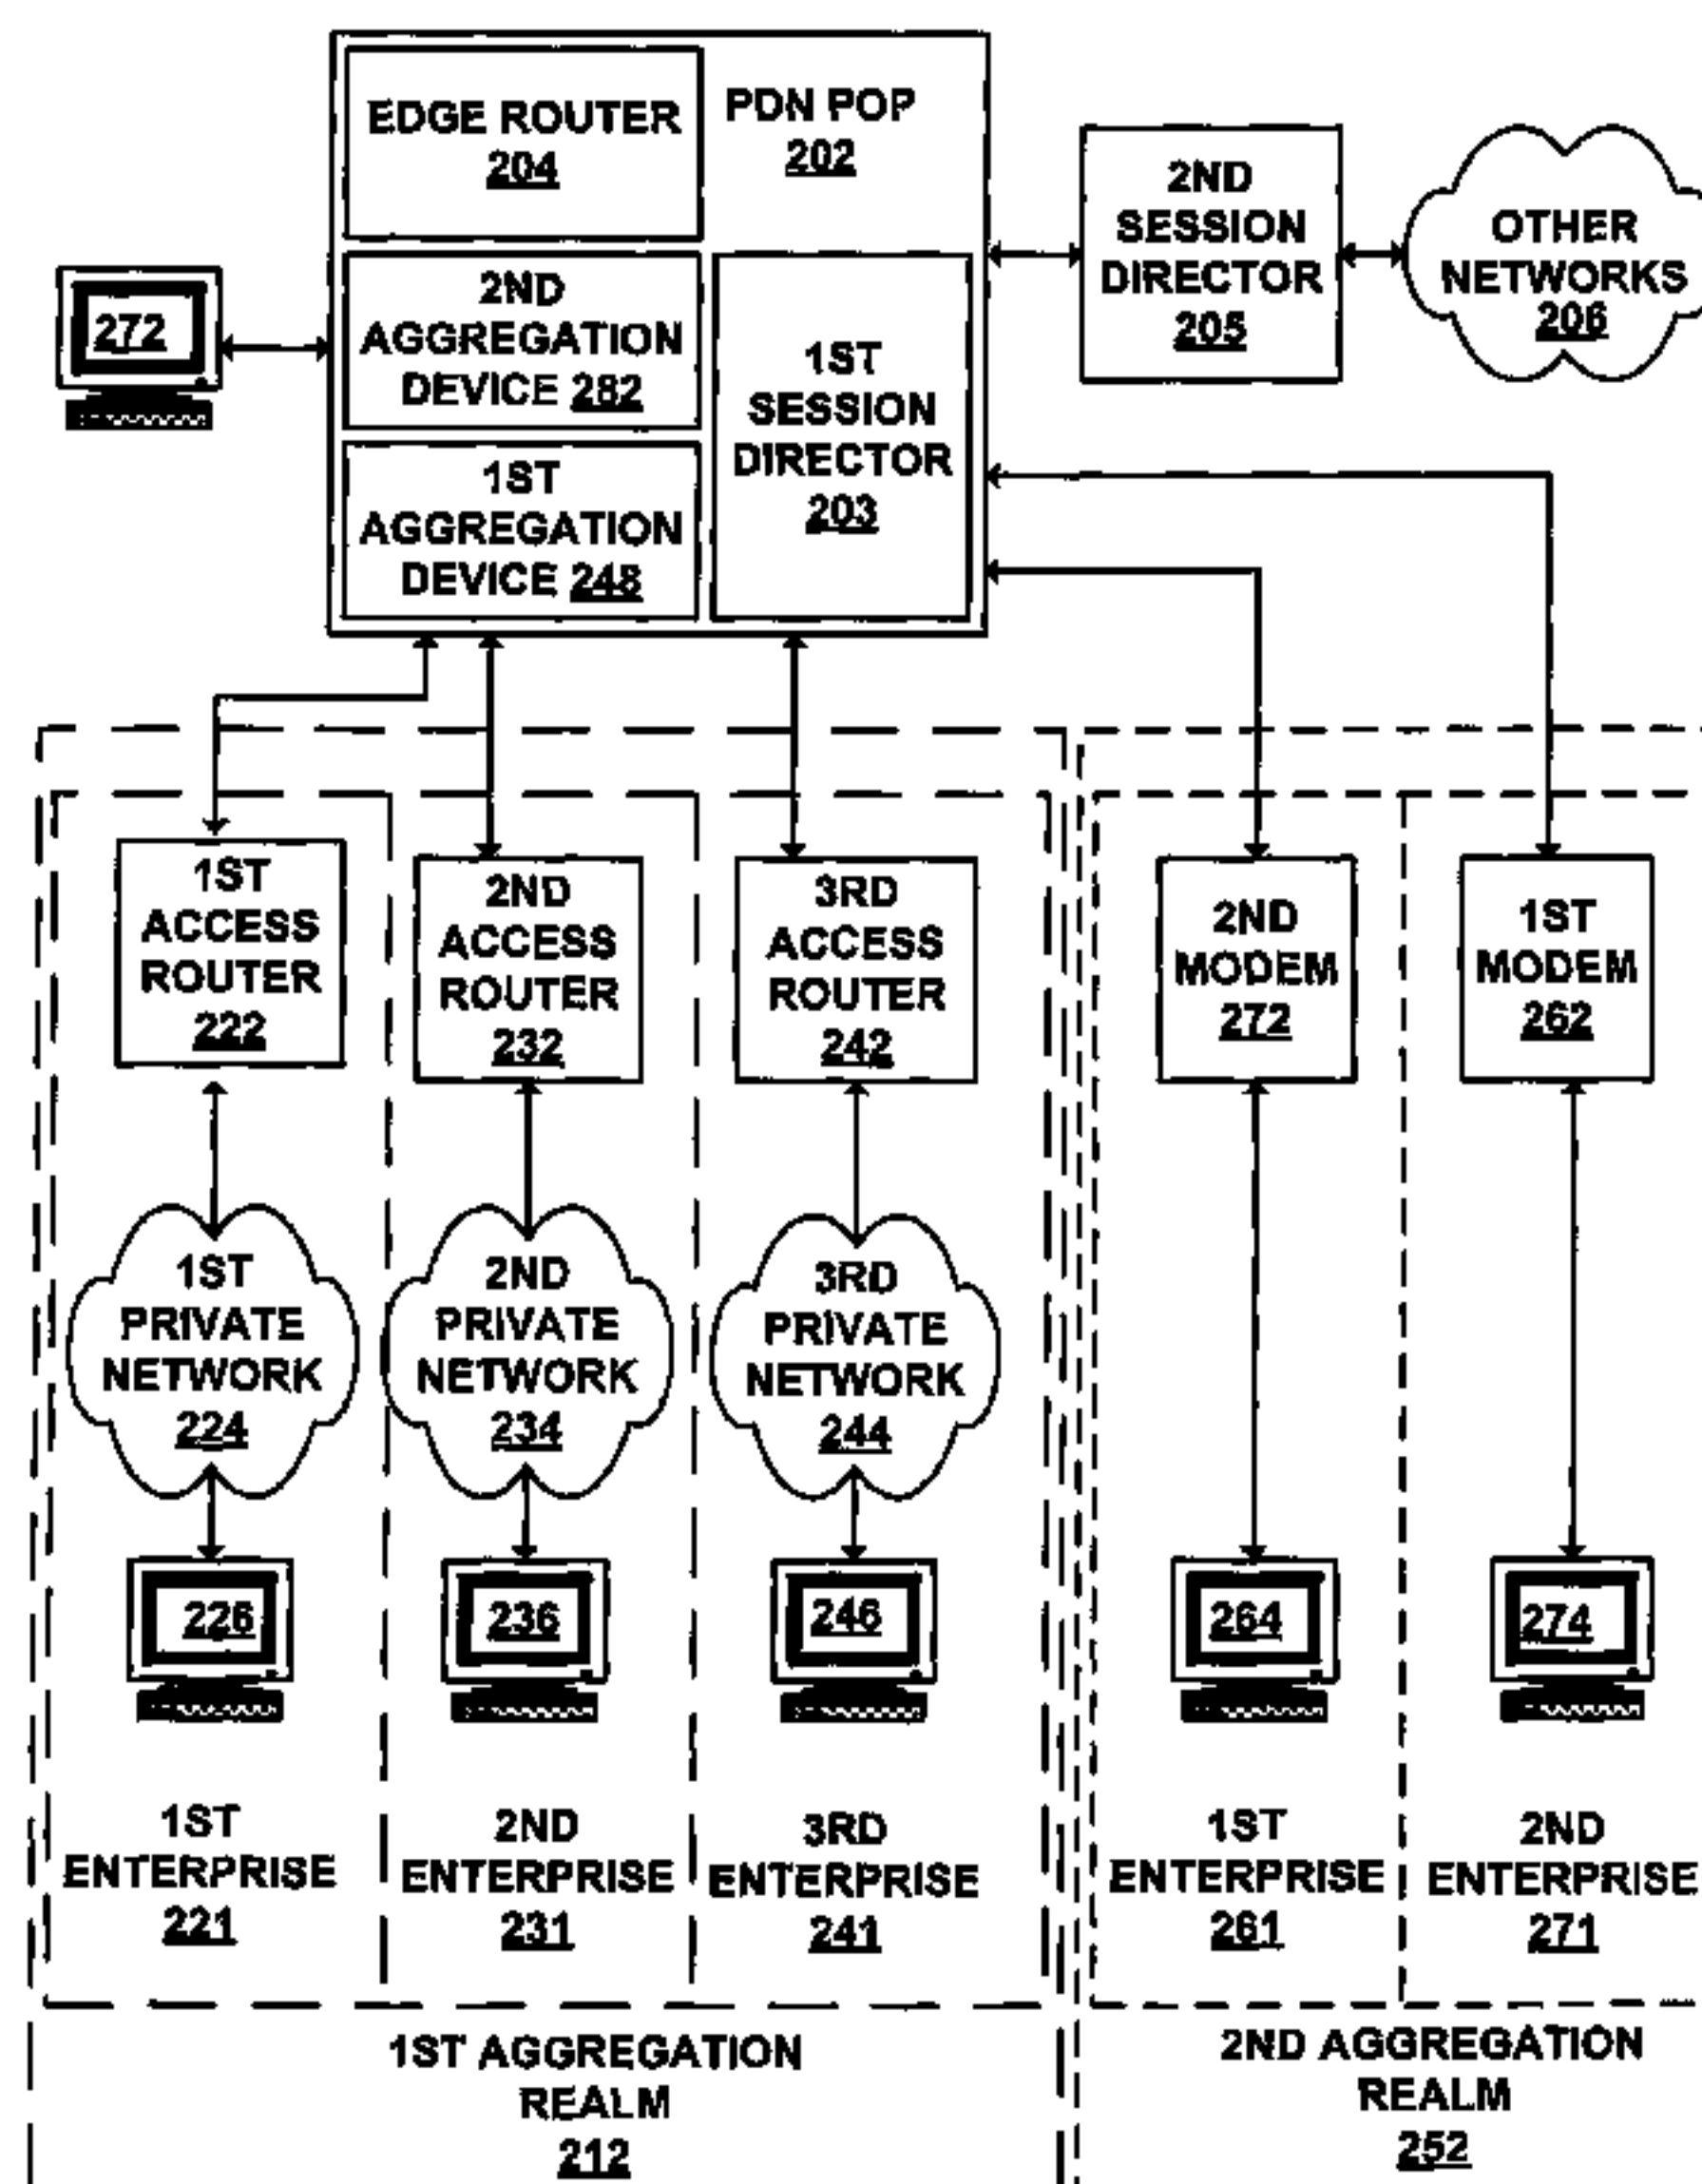 EDGE ROUTER
204
PDN POP
202
2ND
AGGREGATION
DEVICE 282
1ST
AGGREGATION
DEVICE 248
1ST
SESSION
DIRECTOR
203
2ND
SESSION
DIRECTOR
205
OTHER
NETWORKS
206
272
1ST
ACCESS
ROUTER
222
2ND
ACCESS
ROUTER
232
3RD
ACCESS
ROUTER
242
2ND
MODEM
272
1ST
MODEM
262
1ST
PRIVATE
NETWORK
224
2ND
PRIVATE
NETWORK
234
3RD
PRIVATE
NETWORK
244
226
236
246
264
274
1ST
ENTERPRISE
221
2ND
ENTERPRISE
231
3RD
ENTERPRISE
241
1ST
ENTERPRISE
261
2ND
ENTERPRISE
271
1ST AGGREGATION
REALM
212
2ND AGGREGATION
REALM
252